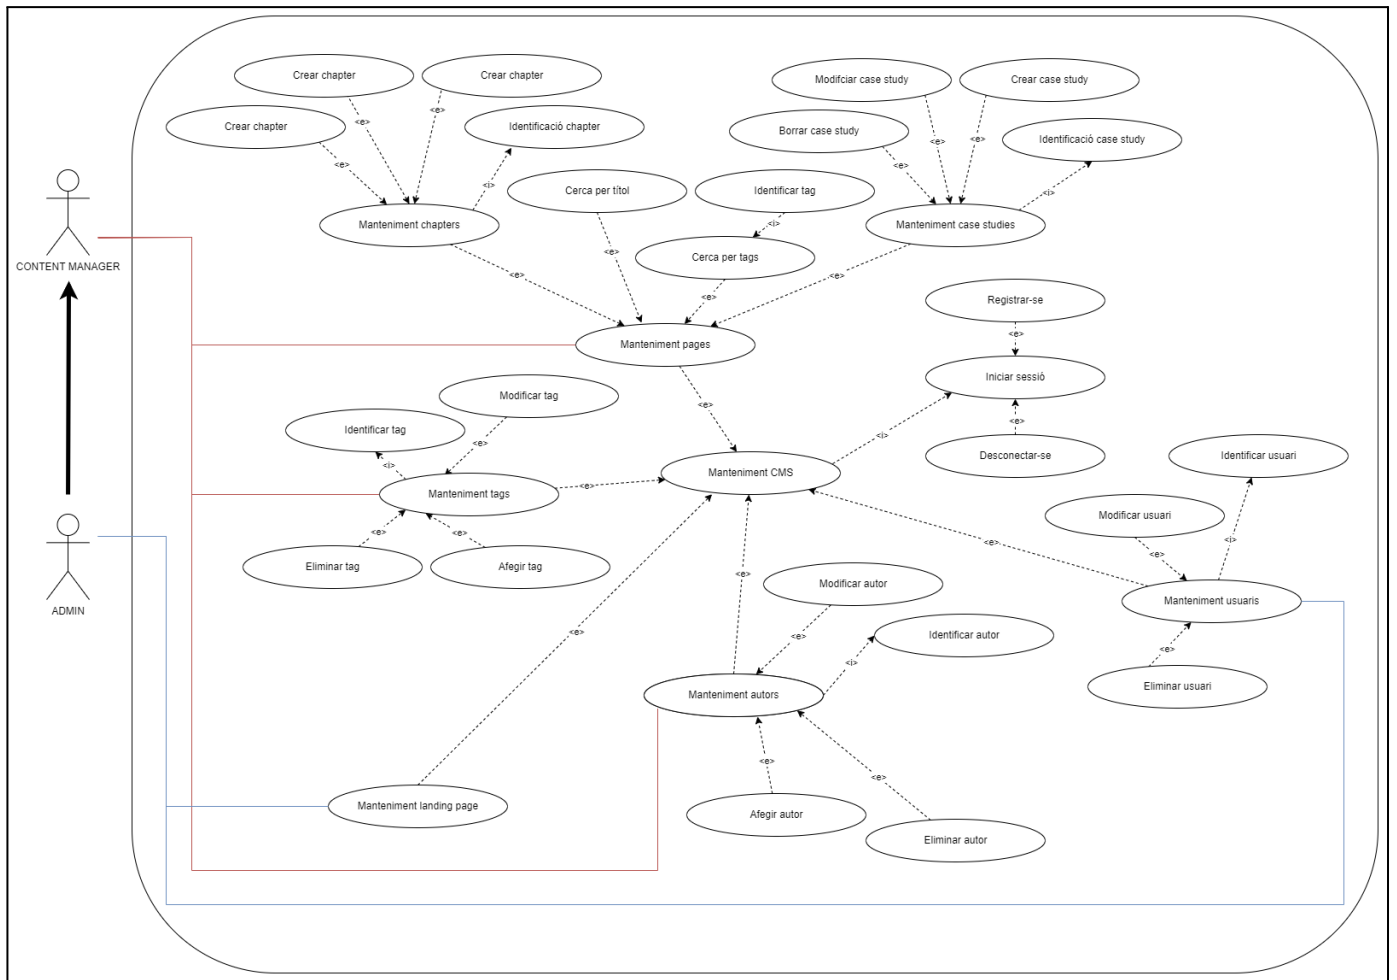 Crear chapter
Crear chapter
Modifciar case study
Crear case study
Crear chapter
Identificació chapter
Borrar case study
Identificació case study
<e>
<e>
<e>
<e>
<e>
<e>
<i>
<i>
Cerca per títol
Identificar tag
Manteniment chapters
<i>
Manteniment case studies
<e>
Cerca per tags
CONTENT MANAGER
<e>
<e>
<e>
Registrar-se
<e>
Manteniment pages
Iniciar sessió
Modificar tag
<e>
Identificar tag
<e>
<i>
<e>
<e>
Desconectar-se
Identificar usuari
<i>
Manteniment CMS
Manteniment tags
<e>
Modificar usuari
<e>
<e>
<i>
<e>
<e>
Eliminar tag
Afegir tag
<e>
Modificar autor
Manteniment usuaris
ADMIN
<e>
<e>
Identificar autor
<e>
<i>
Manteniment autors
Eliminar usuari
<e>
<e>
Manteniment landing page
Afegir autor
Eliminar autor